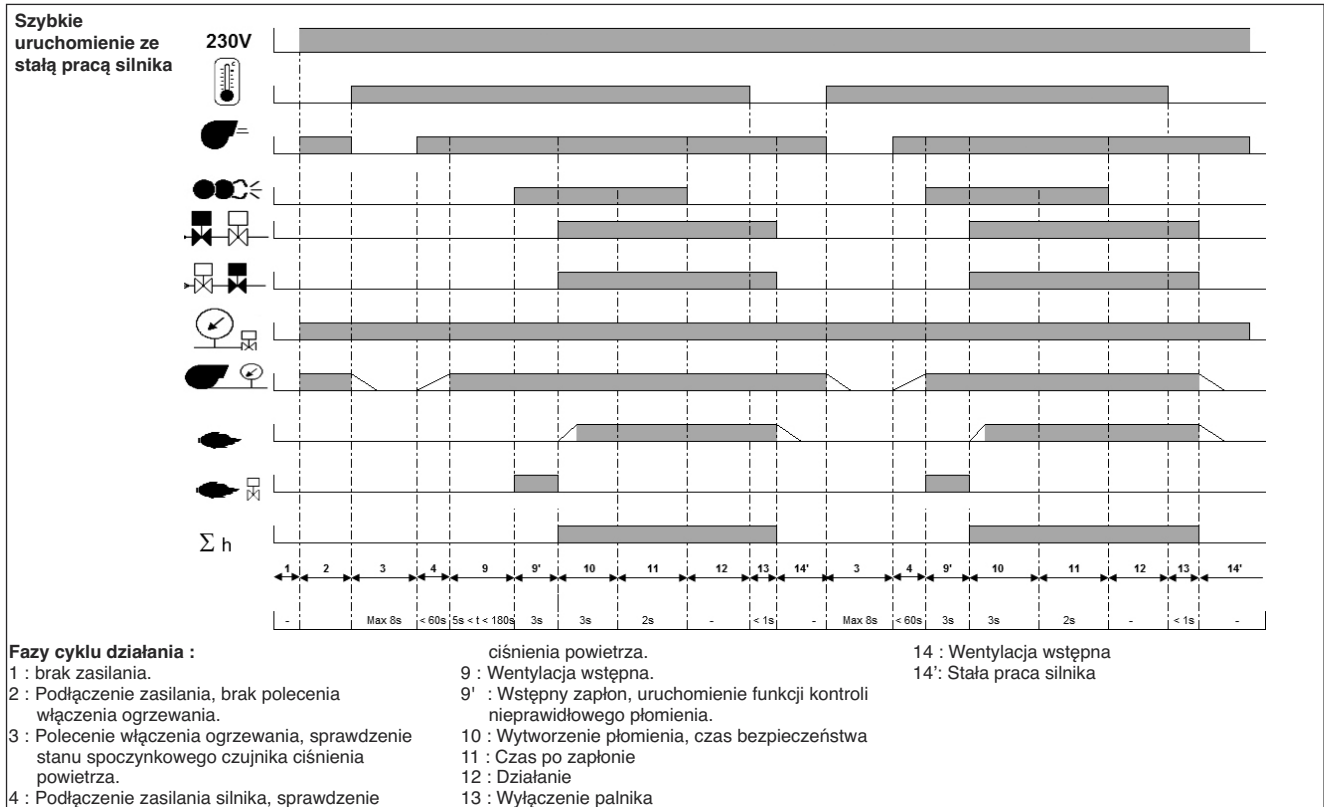 Szybkie
uruchomienie ze
stałą pracą silnika
230V
°C
Σ h
1 2 3 4 9 9' 10 11 12 13 14' 3 4 9' 10 11 12 13 14'
- Max 8s < 60s 5s < t < 180s 3s 3s 2s - < 1s - Max 8s < 60s 3s 3s 2s - < 1s -
Fazy cyklu działania :
1 : brak zasilania.
2 : Podłączenie zasilania, brak polecenia
włączenia ogrzewania.
3 : Polecenie włączenia ogrzewania, sprawdzenie
stanu spoczynkowego czujnika ciśnienia
powietrza.
4 : Podłączenie zasilania silnika, sprawdzenie
ciśnienia powietrza.
9 : Wentylacja wstępna.
9' : Wstępny zapłon, uruchomienie funkcji kontroli
nieprawidłowego płomienia.
10 : Wytworzenie płomienia, czas bezpieczeństwa
11 : Czas po zapłonie
12 : Działanie
13 : Wyłączenie palnika
14 : Wentylacja wstępna
14': Stała praca silnika